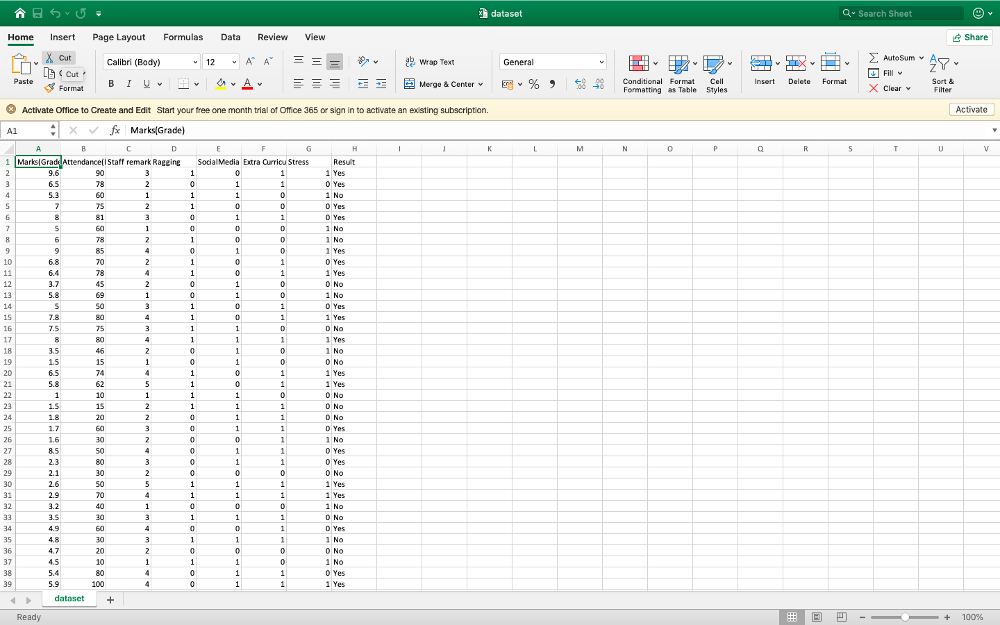 dataset
Search Sheet
Home Insert Page Layout Formulas Data Review View Share
Paste Cut Cut Format
Calibri (Body) 12
B I U A
Wrap Text
Merge & Center
General
Conditional Formatting Format as Table Cell Styles Insert Delete Format
AutoSum
Fill
Clear
Sort & Filter
Activate Office to Create and Edit Start your free one month trial of Office 365 or sign in to activate an existing subscription. Activate
A1 fx Marks(Grade)
A B C D E F G H I J K L M N O P Q R S T U V
1 Marks(Grade Attendance(I Staff remark Ragging SocialMedia Extra Curricu Stress Result
2 9.6 90 3 1 0 1 1 Yes
3 6.5 78 2 0 1 1 0 Yes
4 5.3 60 1 1 1 0 1 No
5 7 75 2 1 0 0 0 Yes
6 8 81 3 0 1 1 0 Yes
7 5 60 1 0 0 0 1 No
8 6 78 2 1 0 0 1 No
9 9 85 4 0 1 0 1 Yes
10 6.8 70 2 1 0 1 0 Yes
11 6.4 78 4 1 0 1 1 Yes
12 3.7 45 2 0 1 0 0 No
13 5.8 69 1 0 1 0 1 No
14 5 50 3 1 0 1 0 Yes
15 7.8 80 4 1 0 1 1 Yes
16 7.5 75 3 1 1 0 0 No
17 8 80 4 1 1 1 1 Yes
18 3.5 46 2 0 1 0 1 No
19 1.5 15 1 0 1 0 0 No
20 6.5 74 4 1 0 1 1 Yes
21 5.8 62 5 1 0 1 1 Yes
22 1 10 1 1 1 0 0 No
23 1.5 15 2 1 1 1 0 No
24 1.8 20 2 0 1 1 0 No
25 1.7 60 3 0 1 1 0 Yes
26 1.6 30 2 0 0 1 1 No
27 8.5 50 4 0 1 1 0 Yes
28 2.3 80 3 0 1 1 0 Yes
29 2.1 30 2 0 0 0 0 No
30 2.6 50 5 1 1 1 1 Yes
31 2.9 70 4 1 1 1 1 Yes
32 3.2 40 1 0 0 0 1 No
33 3.5 30 3 1 1 1 0 No
34 4.9 60 4 0 0 1 0 Yes
35 4.8 30 3 1 1 1 1 No
36 4.7 20 2 0 0 0 0 No
37 4.5 10 1 1 1 0 1 No
38 5.4 80 4 0 1 1 0 Yes
39 5.9 100 4 0 1 1 1 Yes
dataset
Ready 100%